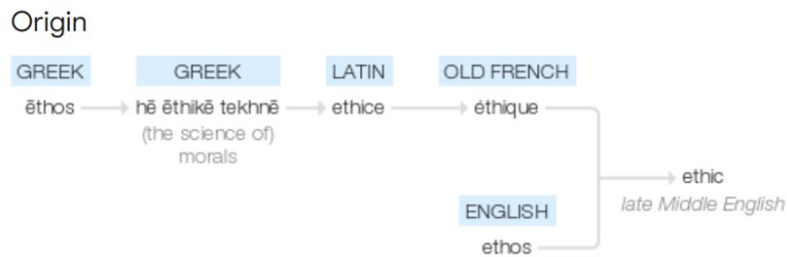 Origin
GREEK GREEK LATIN OLD FRENCH
ēthos hē ēthikē tekhnē ethice éthique
(the science of)
morals
ethic
ENGLISH late Middle English
ethos